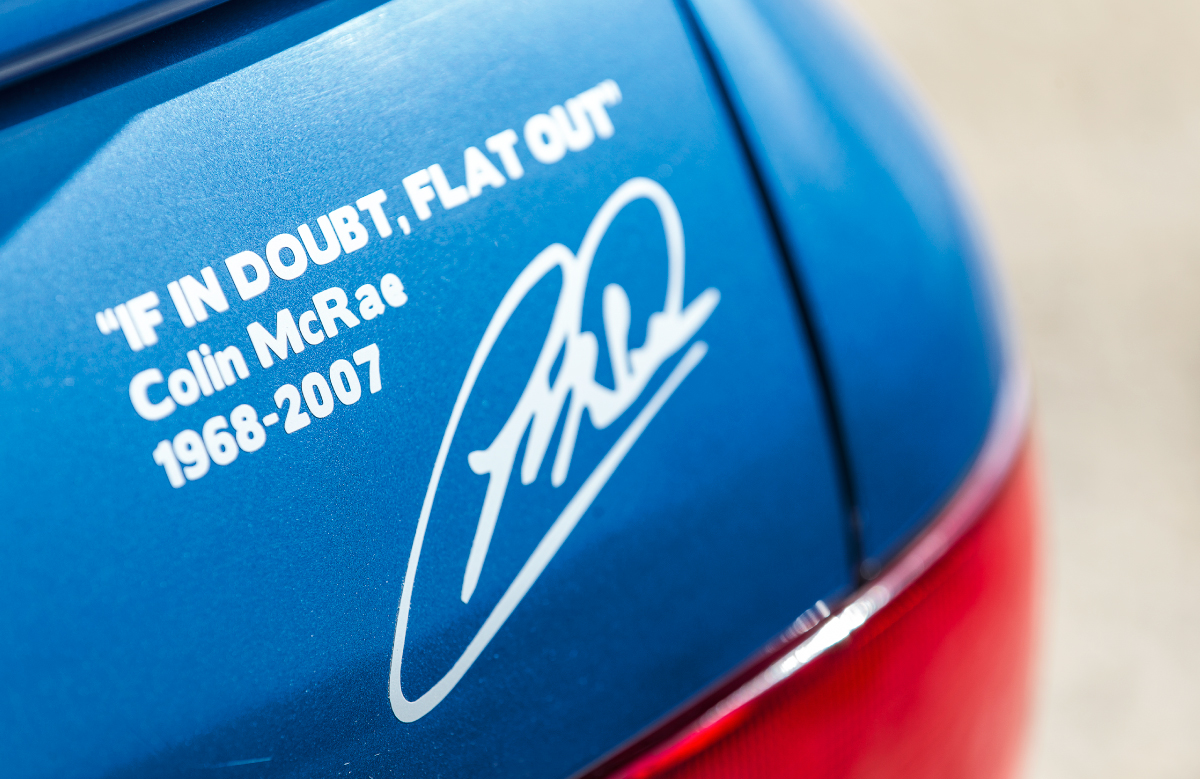 "IF IN DOUBT, FLAT OUT"
Colin McRae
1968-2007